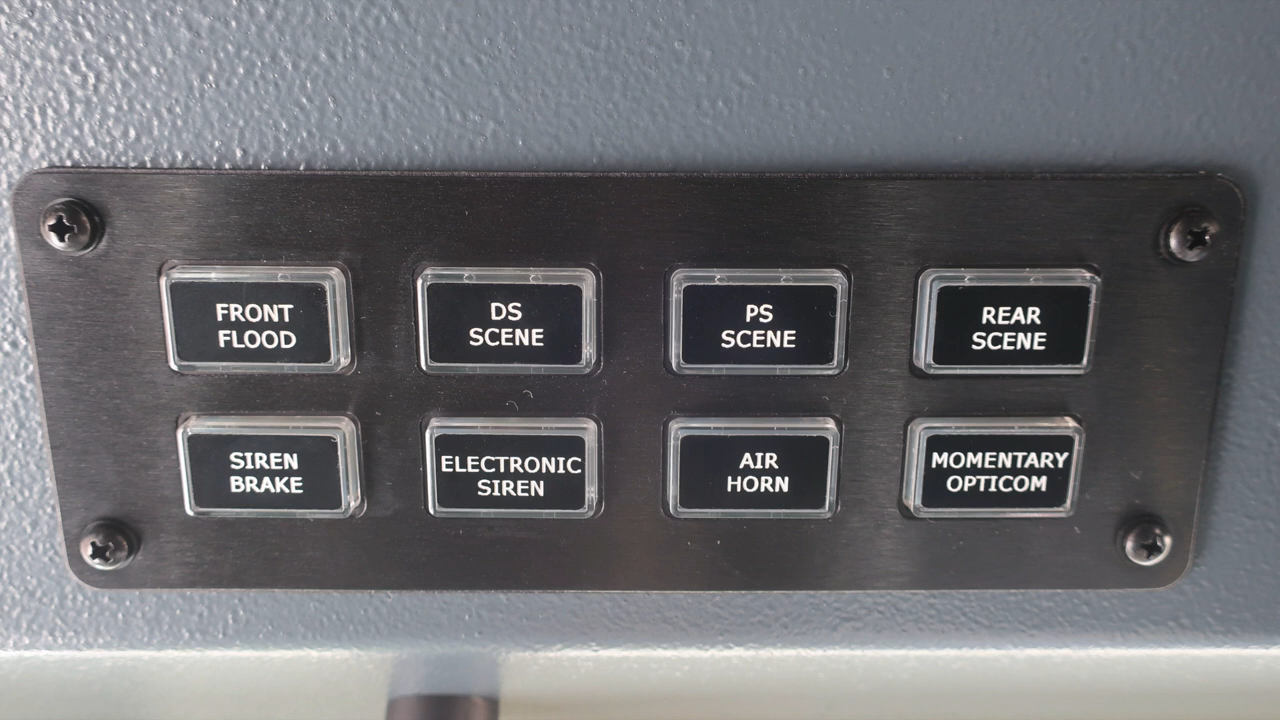 FRONT
FLOOD
DS
SCENE
PS
SCENE
REAR
SCENE
SIREN
BRAKE
ELECTRONIC
SIREN
AIR
HORN
MOMENTARY
OPTICOM